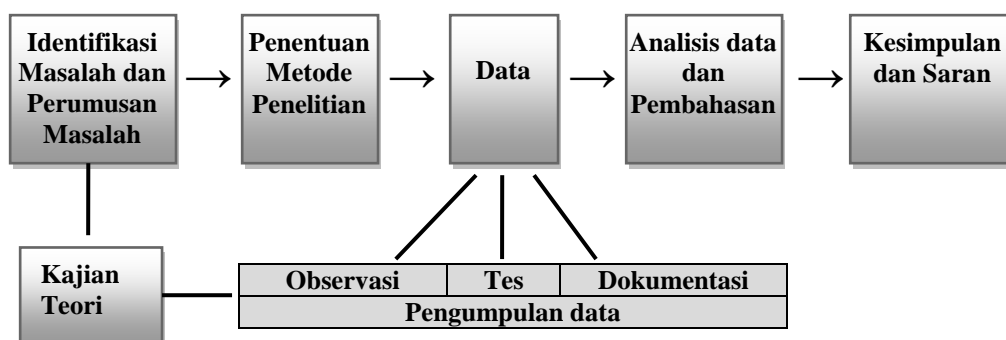 Identifikasi
Masalah dan
Perumusan
Masalah
Penentuan
Metode
Penelitian
Data
Analisis data
dan
Pembahasan
Kesimpulan
dan Saran
Kajian
Teori
Observasi
Tes
Dokumentasi
Pengumpulan data